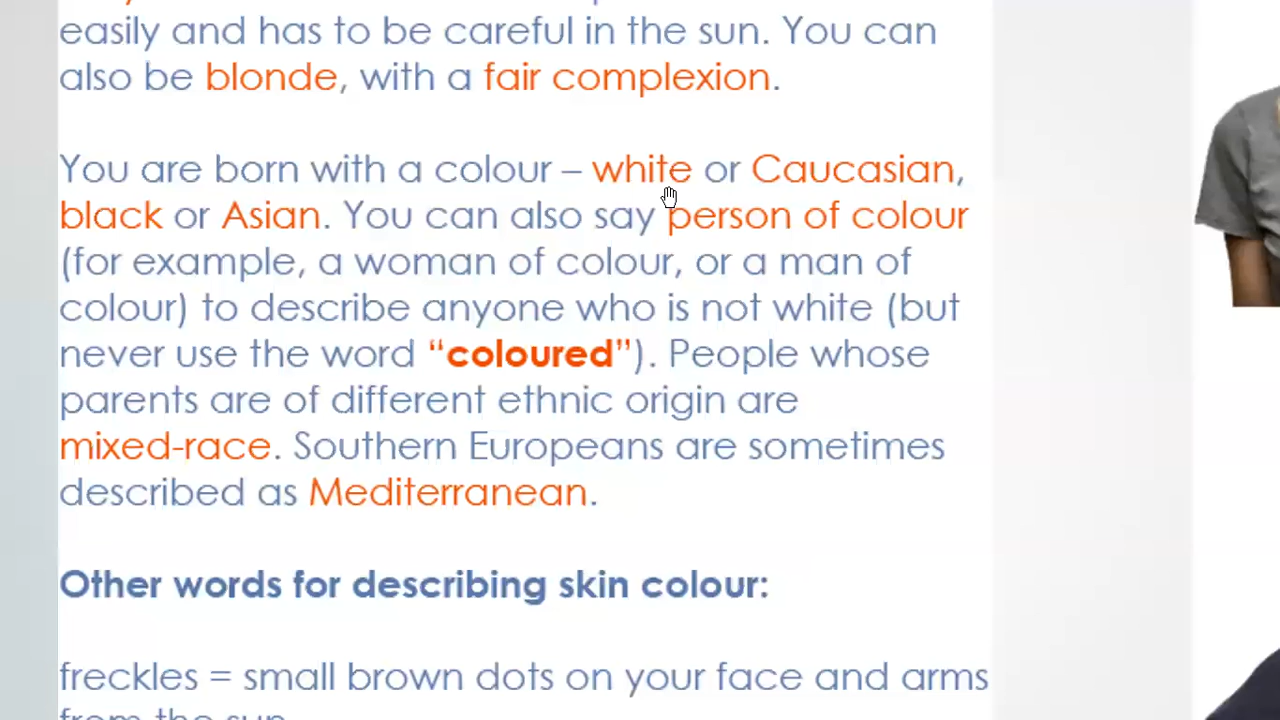 easily and has to be careful in the sun. You can
also be blonde, with a fair complexion.
You are born with a colour – white or Caucasian,
black or Asian. You can also say person of colour
(for example, a woman of colour, or a man of
colour) to describe anyone who is not white (but
never use the word “coloured”). People whose
parents are of different ethnic origin are
mixed-race. Southern Europeans are sometimes
described as Mediterranean.
Other words for describing skin colour:
freckles = small brown dots on your face and arms
from the sun